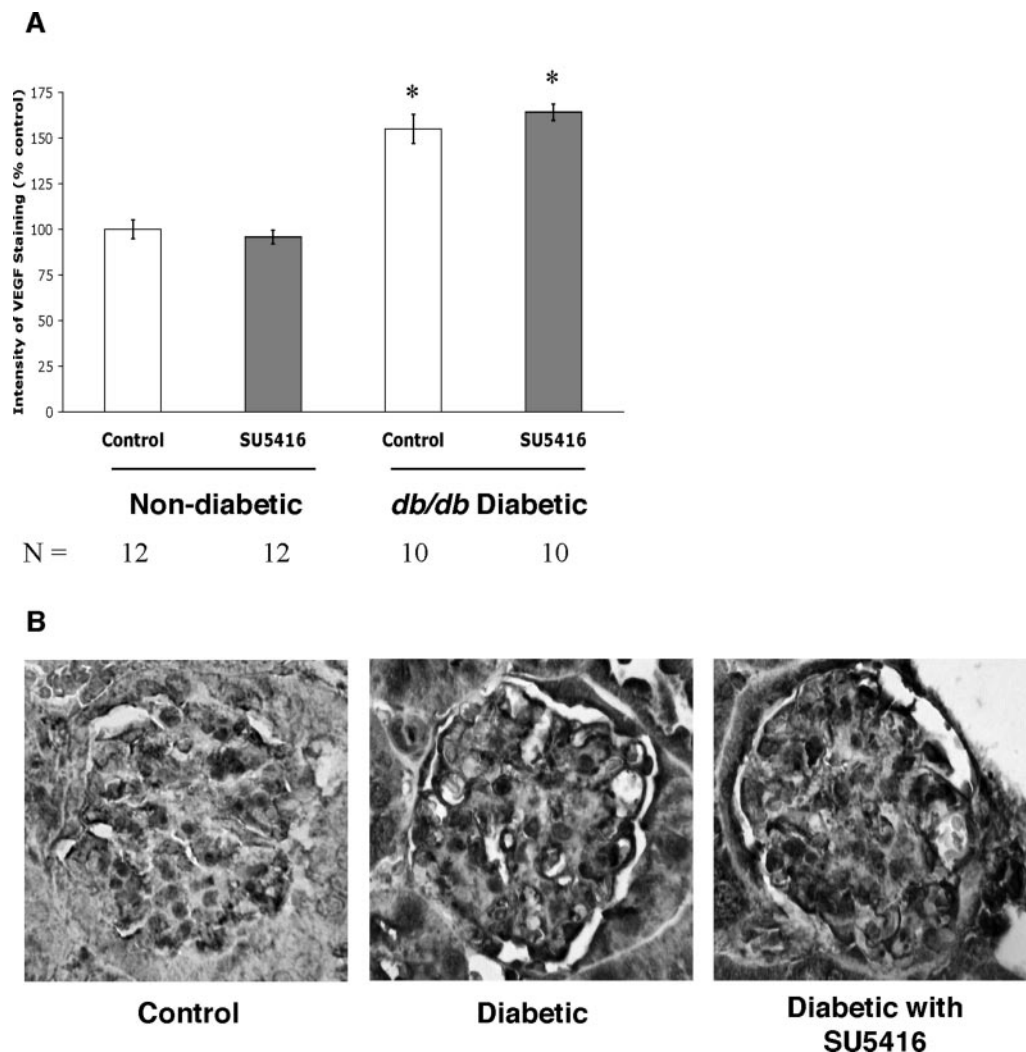 A
Intensity of VEGF Staining (% control)
175
150
125
100
75
50
25
0
*
*
Control SU5416 Control SU5416
Non-diabetic db/db Diabetic
N = 12 12 10 10
B
Control Diabetic Diabetic with
SU5416